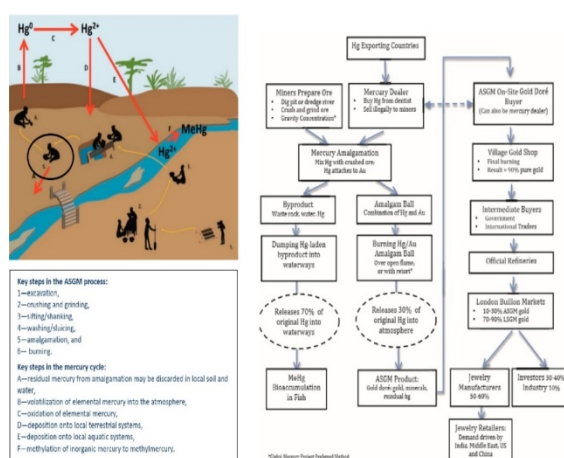 Hg0
Hg2+
C
B
D
E
F
MeHg
Hg2+
Key steps in the ASGM process:
1—excavation,
2—crushing and grinding,
3—sifting/shanking,
4—washing/sluicing,
5—amalgamation, and
6— burning.
Key steps in the mercury cycle:
A—residual mercury from amalgamation may be discarded in local soil and
water,
B—volatilization of elemental mercury into the atmosphere,
C—oxidation of elemental mercury,
D—deposition onto local terrestrial systems,
E—deposition onto local aquatic systems,
F—methylation of inorganic mercury to methylmercury.
Hg Exporting Countries
Miners Prepare Ore
• Dig pit or dredge river
• Crush and grind ore
• Gravity Concentration*
Mercury Dealer
• Buy Hg from dentist
• Sell illegally to miners
Mercury Amalgamation
Mix Hg with crushed ore;
Hg attaches to Au
Byproduct
Waste rock, water, Hg
Amalgam Ball
Combination of Hg and Au
Dumping Hg-laden
byproduct into
waterways
Burning Hg/Au
Amalgam Ball
Over open flame,
or with retort*
Releases 70% of
original Hg into
waterways
Releases 30% of
original Hg into
atmosphere
MeHg
Bioaccumulation
in Fish
ASGM Product:
Gold doré: gold, minerals,
residual hg
ASGM On-Site Gold Doré
Buyer
(Can also be mercury dealer)
Village Gold Shop
• Final burning
• Result = 90% pure gold
Intermediate Buyers
• Government
• International Traders
Official Refineries
London Bullion Markets
• 10-30% ASGM gold
• 70-90% LSGM gold
Jewelry
Manufacturers
50-60%
Investors 30-40%
Industry 10%
Jewelry Retailers:
Demand driven by
India, Middle East, US
and China
*Global Mercury Project Preferred Method